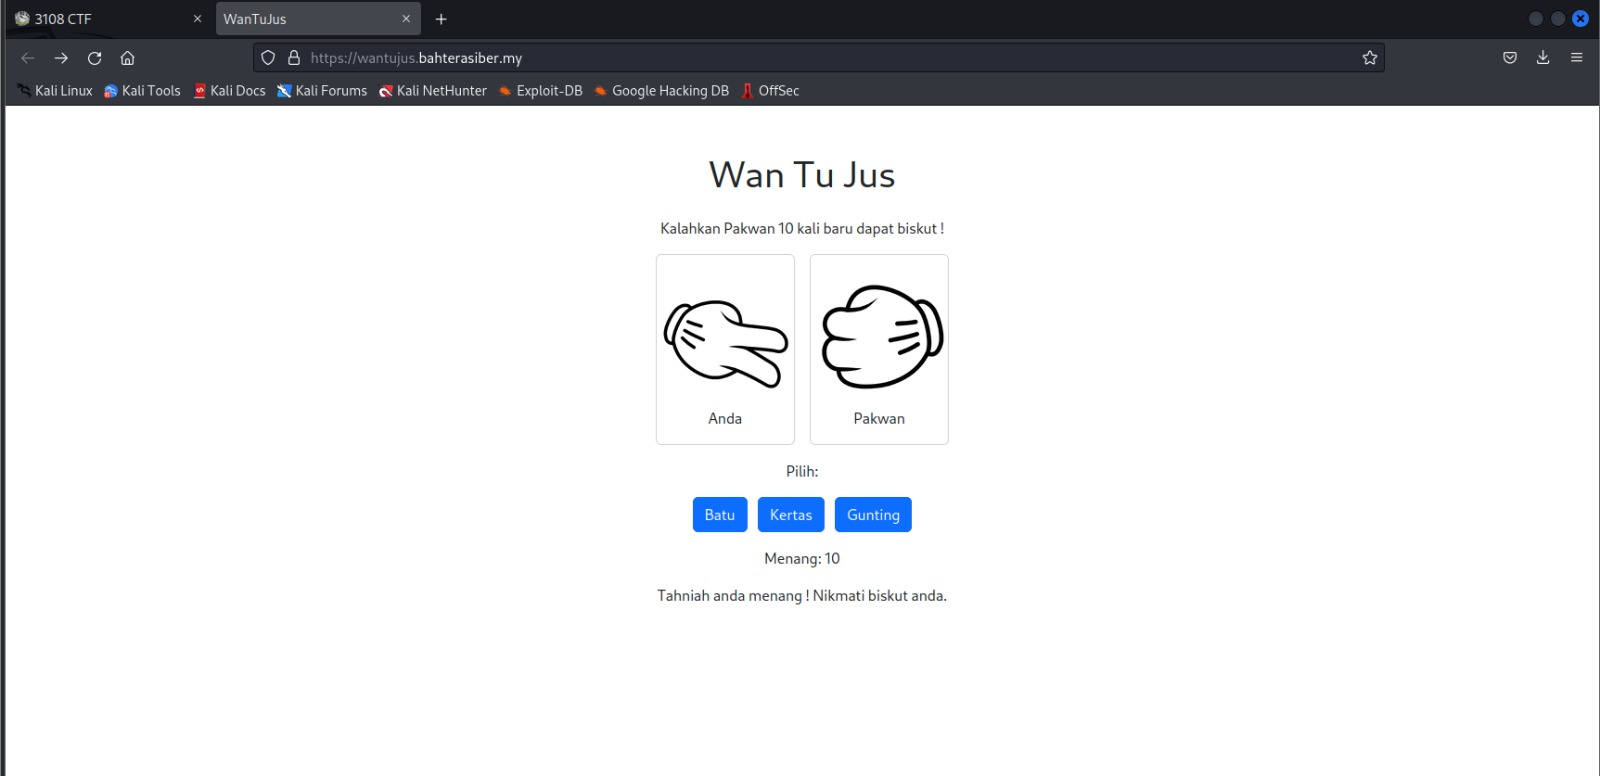 3108 CTF
WanTuJus
https://wantujus.bahterasiber.my
Kali Linux Kali Tools Kali Docs Kali Forums Kali NetHunter Exploit-DB Google Hacking DB OffSec
Wan Tu Jus
Kalahkan Pakwan 10 kali baru dapat biskut !
Anda
Pakwan
Pilih:
Batu Kertas Gunting
Menang: 10
Tahniah anda menang ! Nikmati biskut anda.